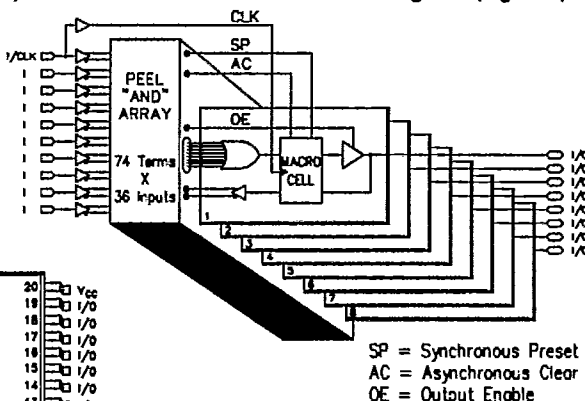 CLK
SP
AC
I/CLK
PEEL
"AND"
ARRAY
OE
74 Terms
X
36 Inputs
MACRO
CELL
1
2
3
4
5
6
7
8
I
I
I
I
I
I
I
I
I
20 VCC
19 I/O
18 I/O
17 I/O
16 I/O
15 I/O
14 I/O
SP = Synchronous Preset
AC = Asynchronous Clear
OE = Output Enable